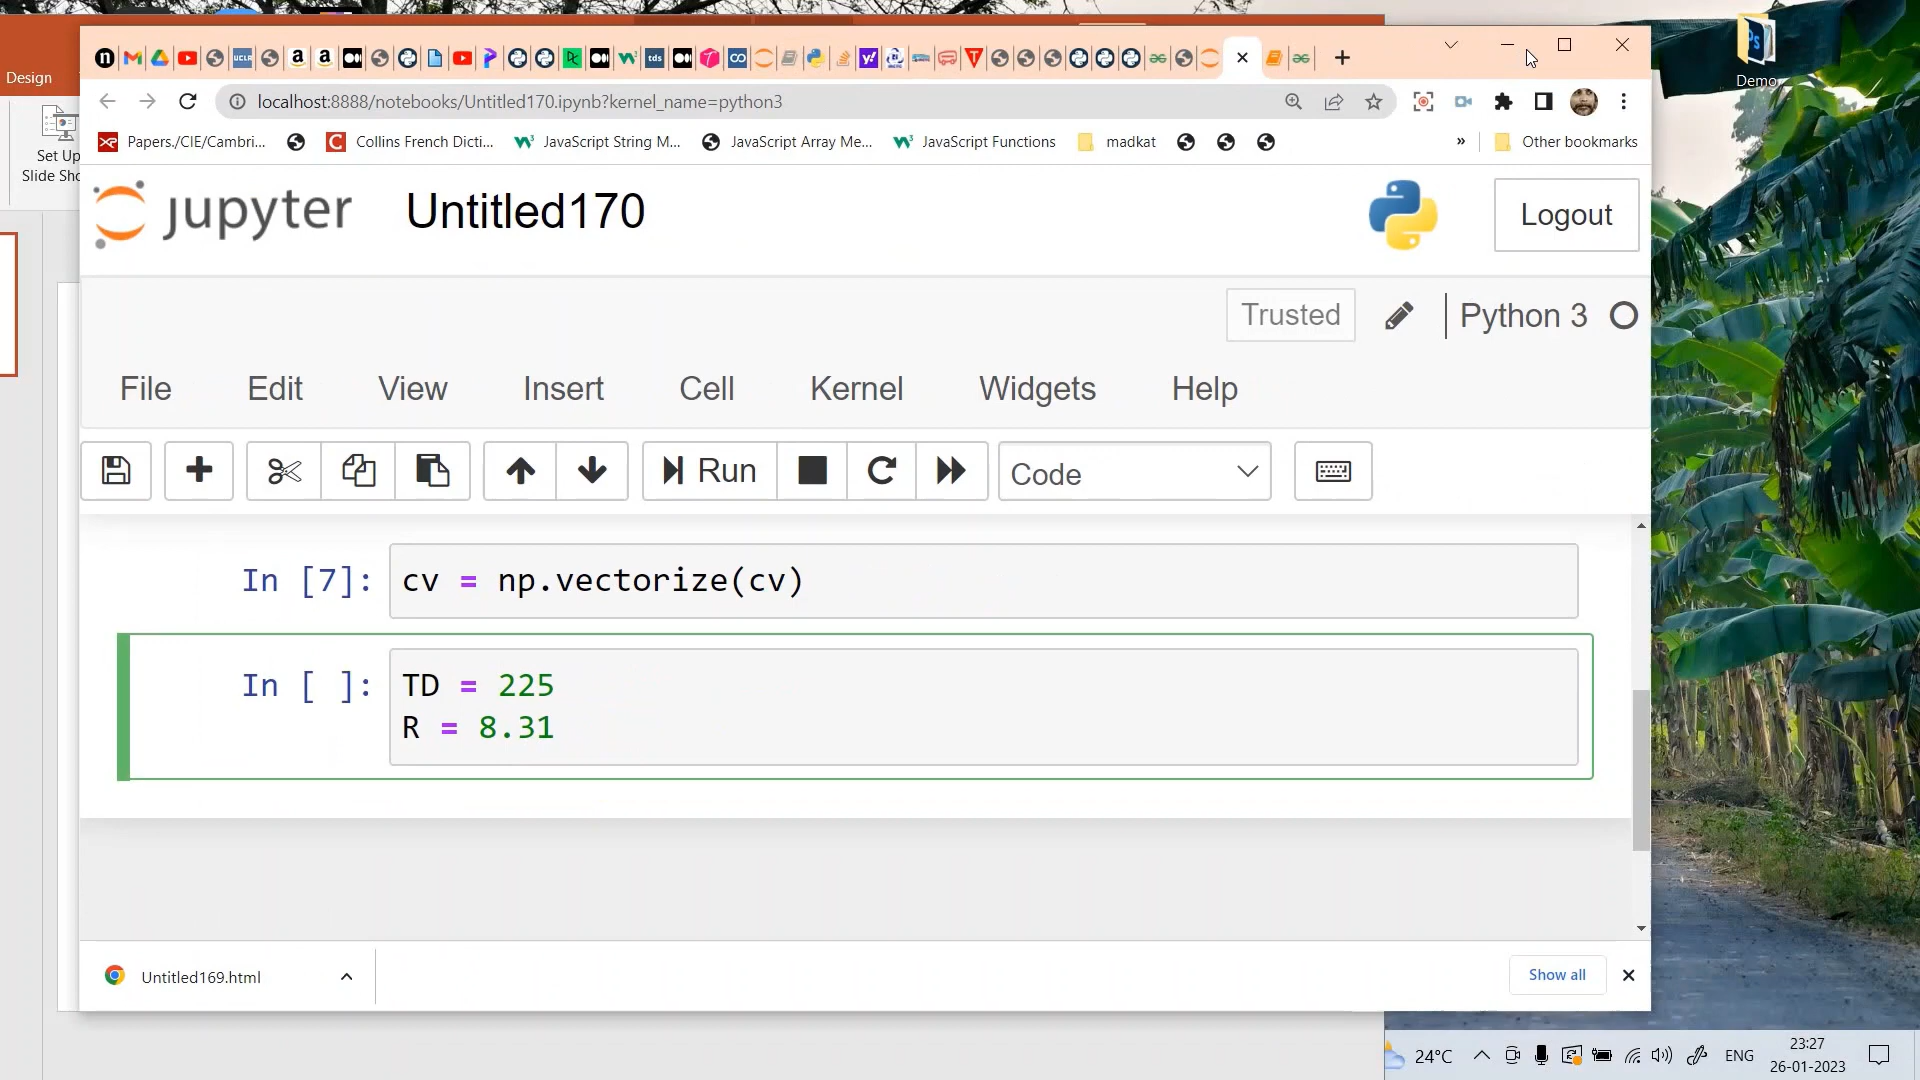 Design
Set Up
Slide Sho
UCLR
tds
y!
Demo
localhost:8888/notebooks/Untitled170.ipynb?kernel_name=python3
Papers./CIE/Cambri...
Collins French Dicti...
JavaScript String M...
JavaScript Array Me...
JavaScript Functions
madkat
»
Other bookmarks
jupyter
Untitled170
Logout
Trusted
Python 3
File
Edit
View
Insert
Cell
Kernel
Widgets
Help
Run
Code
In [7]:
cv = np.vectorize(cv)
In [ ]:
TD = 225
R = 8.31
Untitled169.html
Show all
24°C
ENG
23:27
26-01-2023